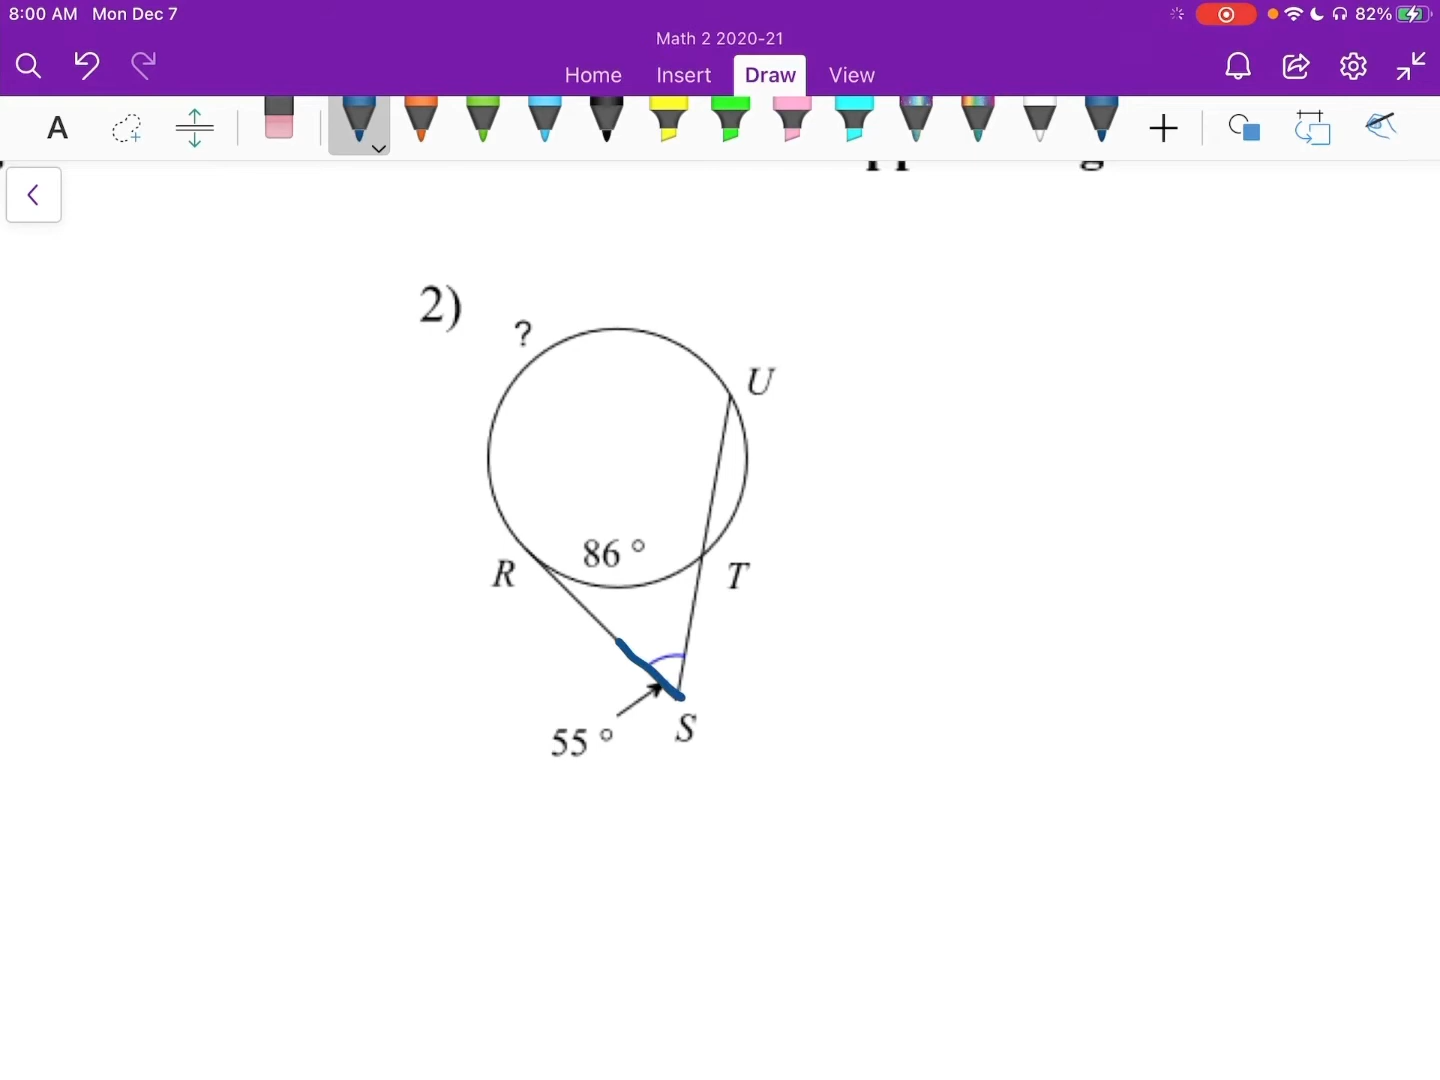 8:00 AM Mon Dec 7
82%
Math 2 2020-21
Home Insert Draw View
A
2)
?
U
86 °
R
T
55 °
S